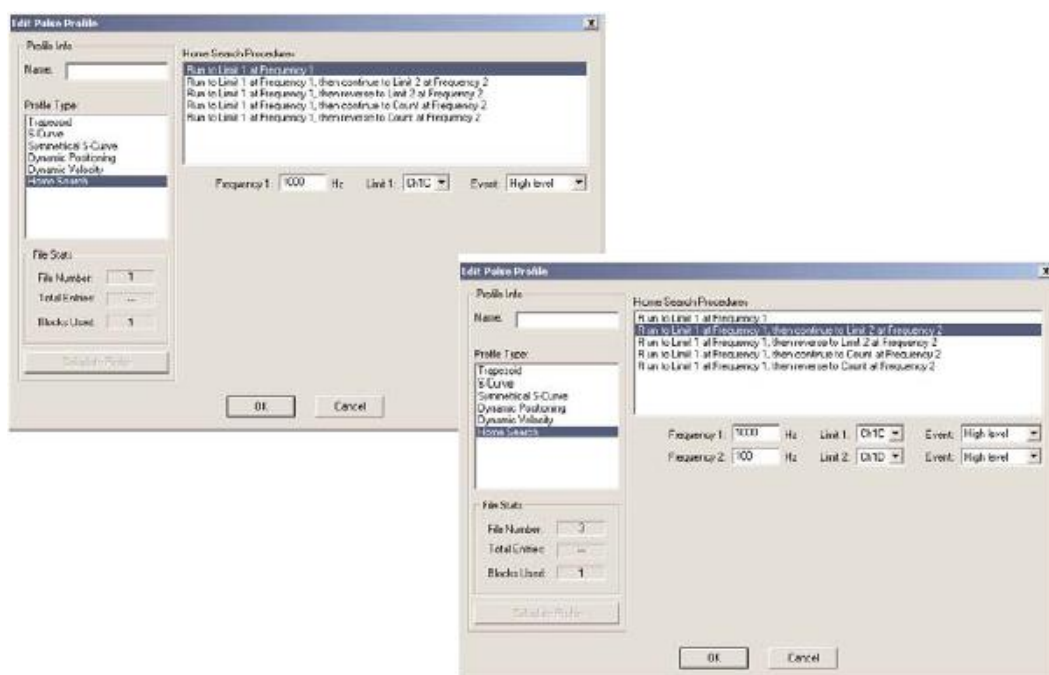 Edit Pulse Profile
Profile Info
Name:
Profile Type:
Trapezoid
S-Curve
Symmetrical S-Curve
Dynamic Positioning
Dynamic Velocity
Home Search
File Stats
File Number: 1
Total Entries: --
Blocks Used: 1
Calculate Profile
Home Search Procedures
Run to Limit 1 at Frequency 1
Run to Limit 1 at Frequency 1, then continue to Limit 2 at Frequency 2
Run to Limit 1 at Frequency 1, then reverse to Limit 2 at Frequency 2
Run to Limit 1 at Frequency 1, then continue to Count at Frequency 2
Run to Limit 1 at Frequency 1, then reverse to Count at Frequency 2
Frequency 1: 1000 Hz Limit 1: Ch1C Event: High level
OK Cancel
Edit Pulse Profile
Profile Info
Name:
Profile Type:
Trapezoid
S-Curve
Symmetrical S-Curve
Dynamic Positioning
Dynamic Velocity
Home Search
File Stats
File Number: 3
Total Entries: --
Blocks Used: 1
Calculate Profile
Home Search Procedures
Run to Limit 1 at Frequency 1
Run to Limit 1 at Frequency 1, then continue to Limit 2 at Frequency 2
Run to Limit 1 at Frequency 1, then reverse to Limit 2 at Frequency 2
Run to Limit 1 at Frequency 1, then continue to Count at Frequency 2
Run to Limit 1 at Frequency 1, then reverse to Count at Frequency 2
Frequency 1: 1000 Hz Limit 1: Ch1C Event: High level
Frequency 2: 100 Hz Limit 2: Ch1D Event: High level
OK Cancel